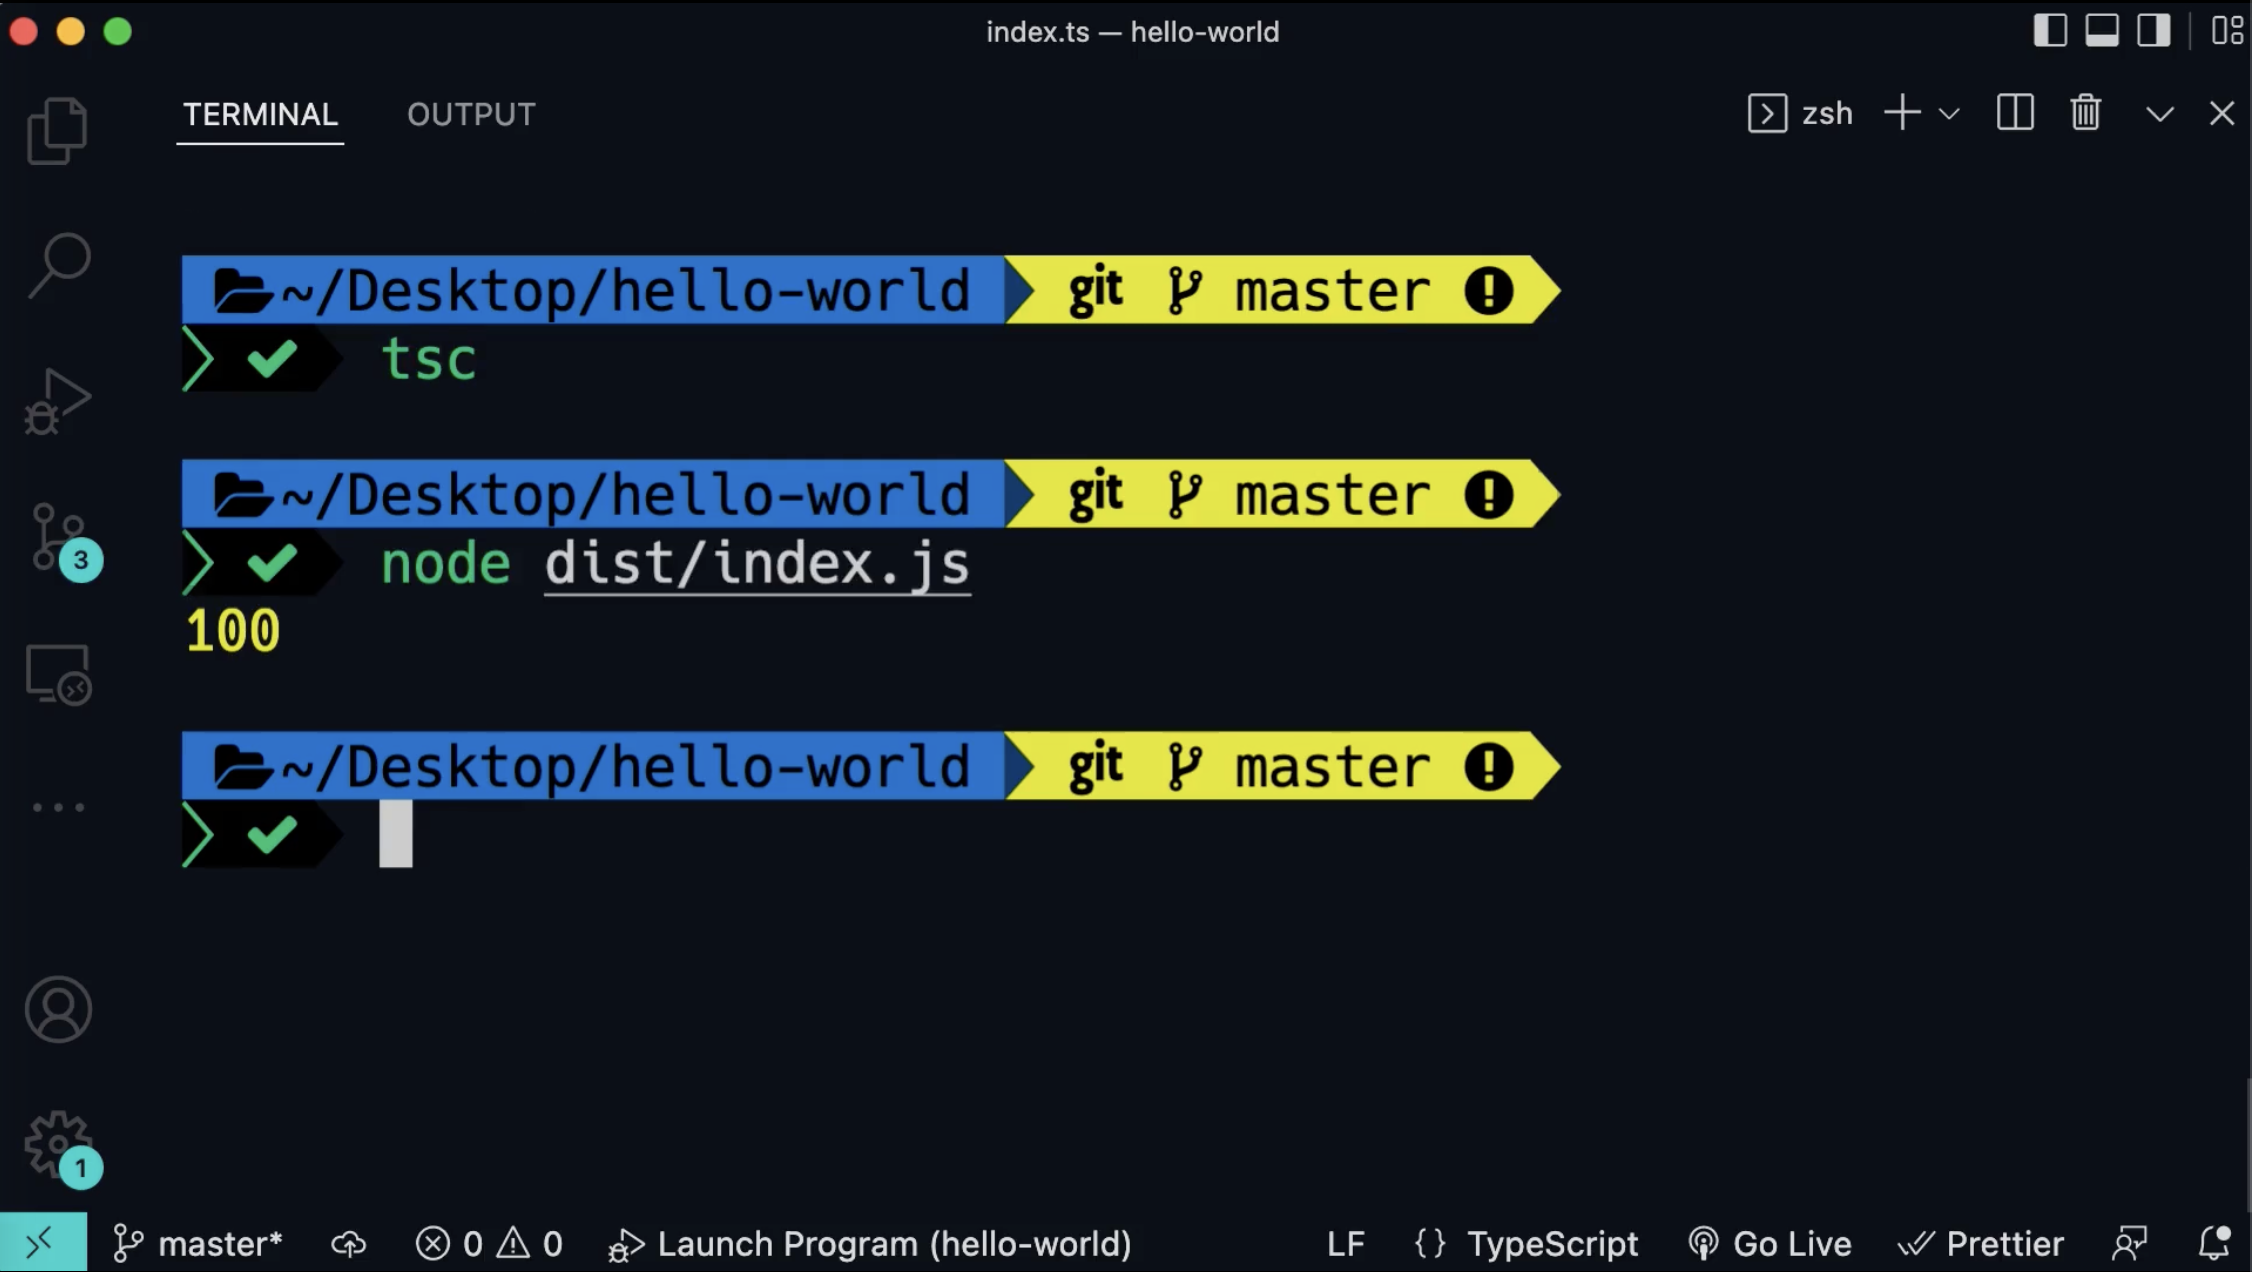 index.ts — hello-world
TERMINAL OUTPUT zsh
~/Desktop/hello-world git master
tsc
~/Desktop/hello-world git master
node dist/index.js
100
~/Desktop/hello-world git master
3
1
master* 0 0 Launch Program (hello-world) LF {} TypeScript Go Live Prettier